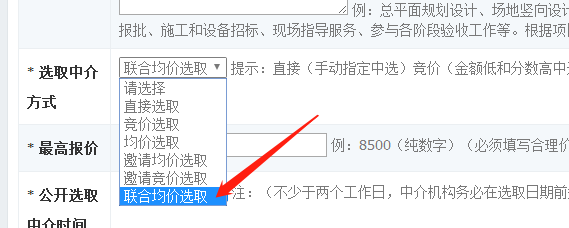 例：总平面规划设计、场地竖向设计
报批、施工和设备招标、现场指导服务、参与各阶段验收工作等。根据项
* 选取中介
方式
联合均价选取 提示：直接（手动指定中选）竞价（金额低和分数高中
请选择
直接选取
竞价选取
均价选取
邀请均价选取
邀请竞价选取
联合均价选取
* 最高报价
例：8500（纯数字）（必须填写合理价
* 公开选取
中介时间
注：（不少于两个工作日，中介机构务必在选取日期前